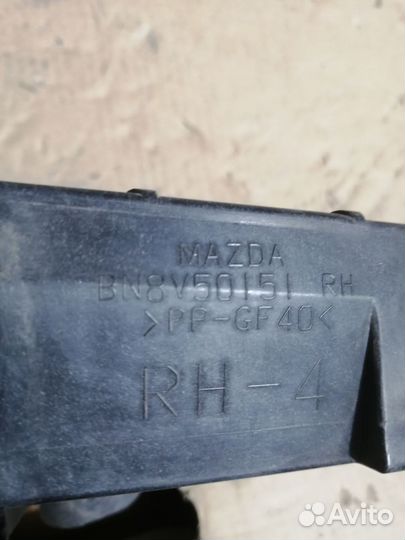 MAZDA
BN8V50151 RH
>PP-GF40<
RH-4
Avito